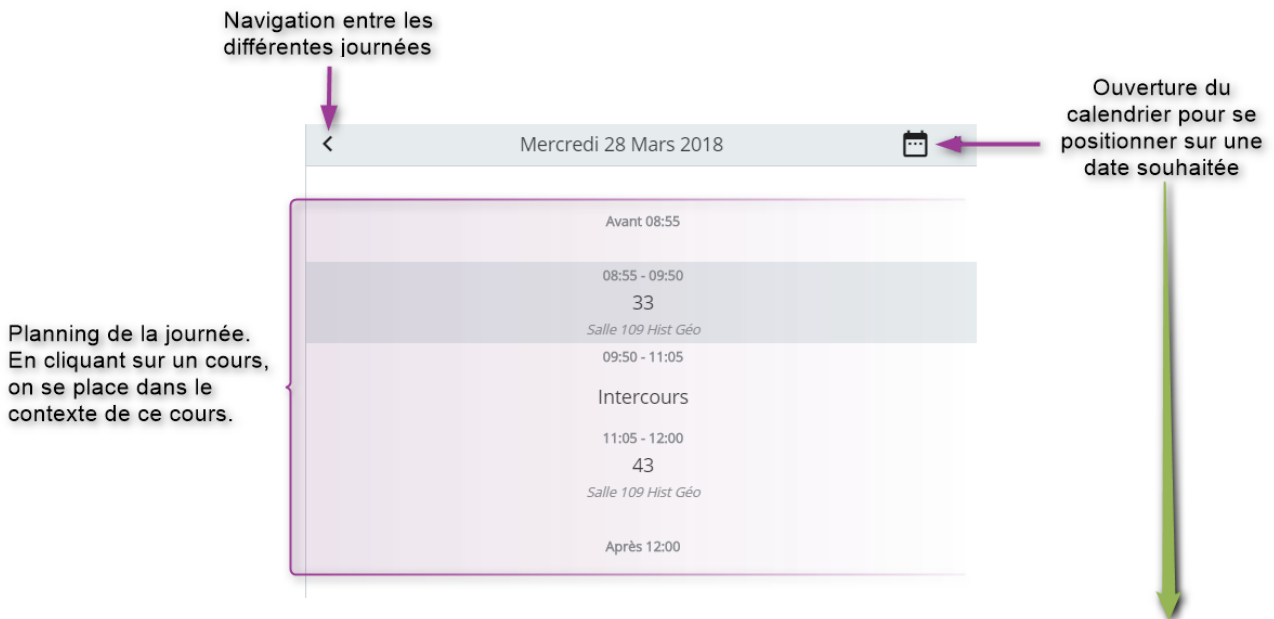 Navigation entre les
différentes journées
Ouverture du
calendrier pour se
positionner sur une
date souhaitée
Mercredi 28 Mars 2018
Avant 08:55
08:55 - 09:50
33
Salle 109 Hist Géo
09:50 - 11:05
Intercours
11:05 - 12:00
43
Salle 109 Hist Géo
Après 12:00
Planning de la journée.
En cliquant sur un cours,
on se place dans le
contexte de ce cours.